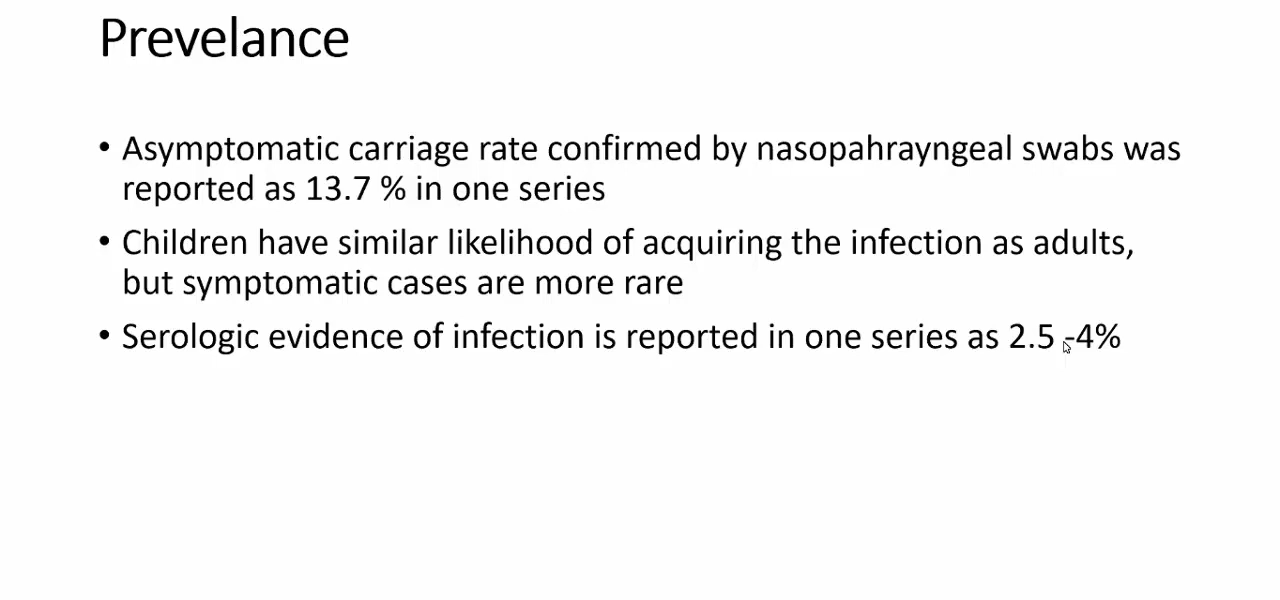 Prevelance
• Asymptomatic carriage rate confirmed by nasopahrayngeal swabs was
reported as 13.7 % in one series
• Children have similar likelihood of acquiring the infection as adults,
but symptomatic cases are more rare
• Serologic evidence of infection is reported in one series as 2.5 -4%